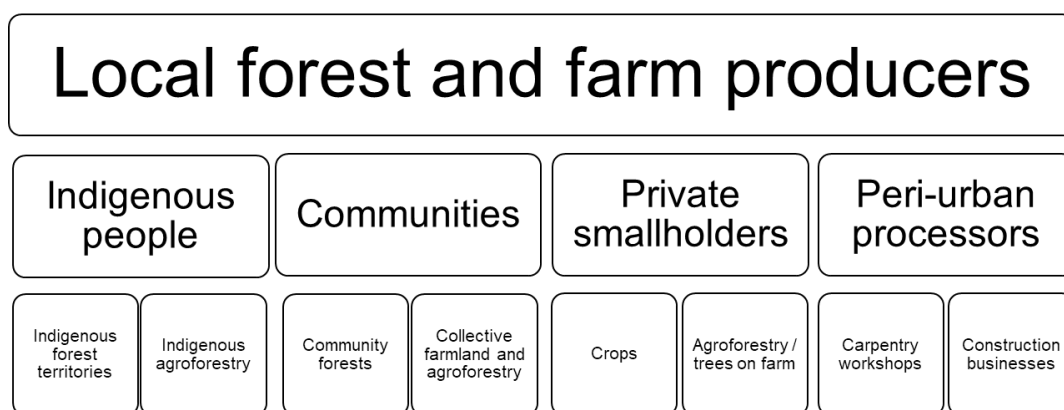 Local forest and farm producers
Indigenous
people
Communities
Private
smallholders
Peri-urban
processors
Indigenous
forest
territories
Indigenous
agroforestry
Community
forests
Collective
farmland and
agroforestry
Crops
Agroforestry /
trees on farm
Carpentry
workshops
Construction
businesses